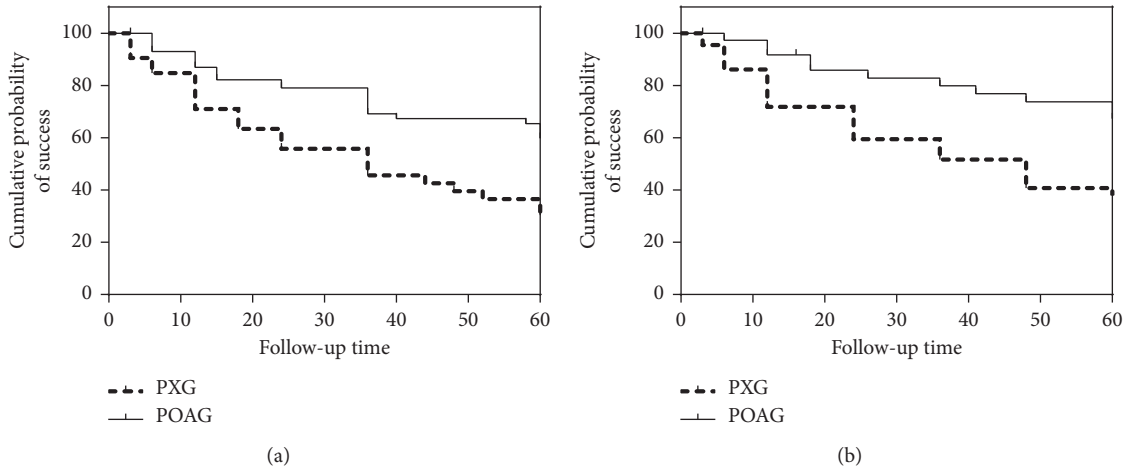 Cumulative probability
of success
100
80
60
40
20
0
0 10 20 30 40 50 60
Follow-up time
PXG
POAG
(a)
Cumulative probability
of success
100
80
60
40
20
0
0 10 20 30 40 50 60
Follow-up time
PXG
POAG
(b)